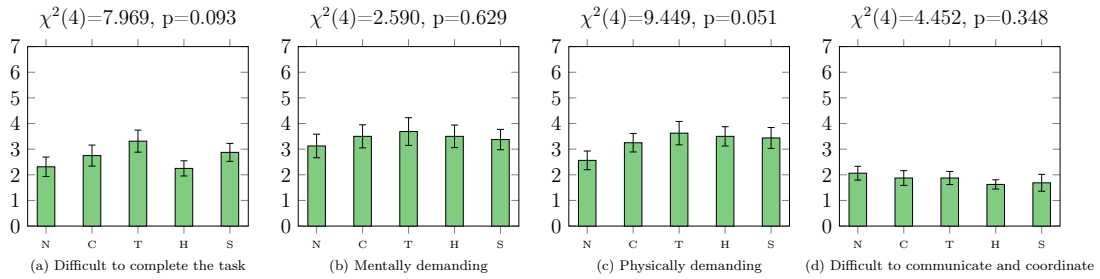 χ²(4)=7.969, p=0.093
7
6
5
4
3
2
1
0
N C T H S
(a) Difficult to complete the task
χ²(4)=2.590, p=0.629
7
6
5
4
3
2
1
0
N C T H S
(b) Mentally demanding
χ²(4)=9.449, p=0.051
7
6
5
4
3
2
1
0
N C T H S
(c) Physically demanding
χ²(4)=4.452, p=0.348
7
6
5
4
3
2
1
0
N C T H S
(d) Difficult to communicate and coordinate